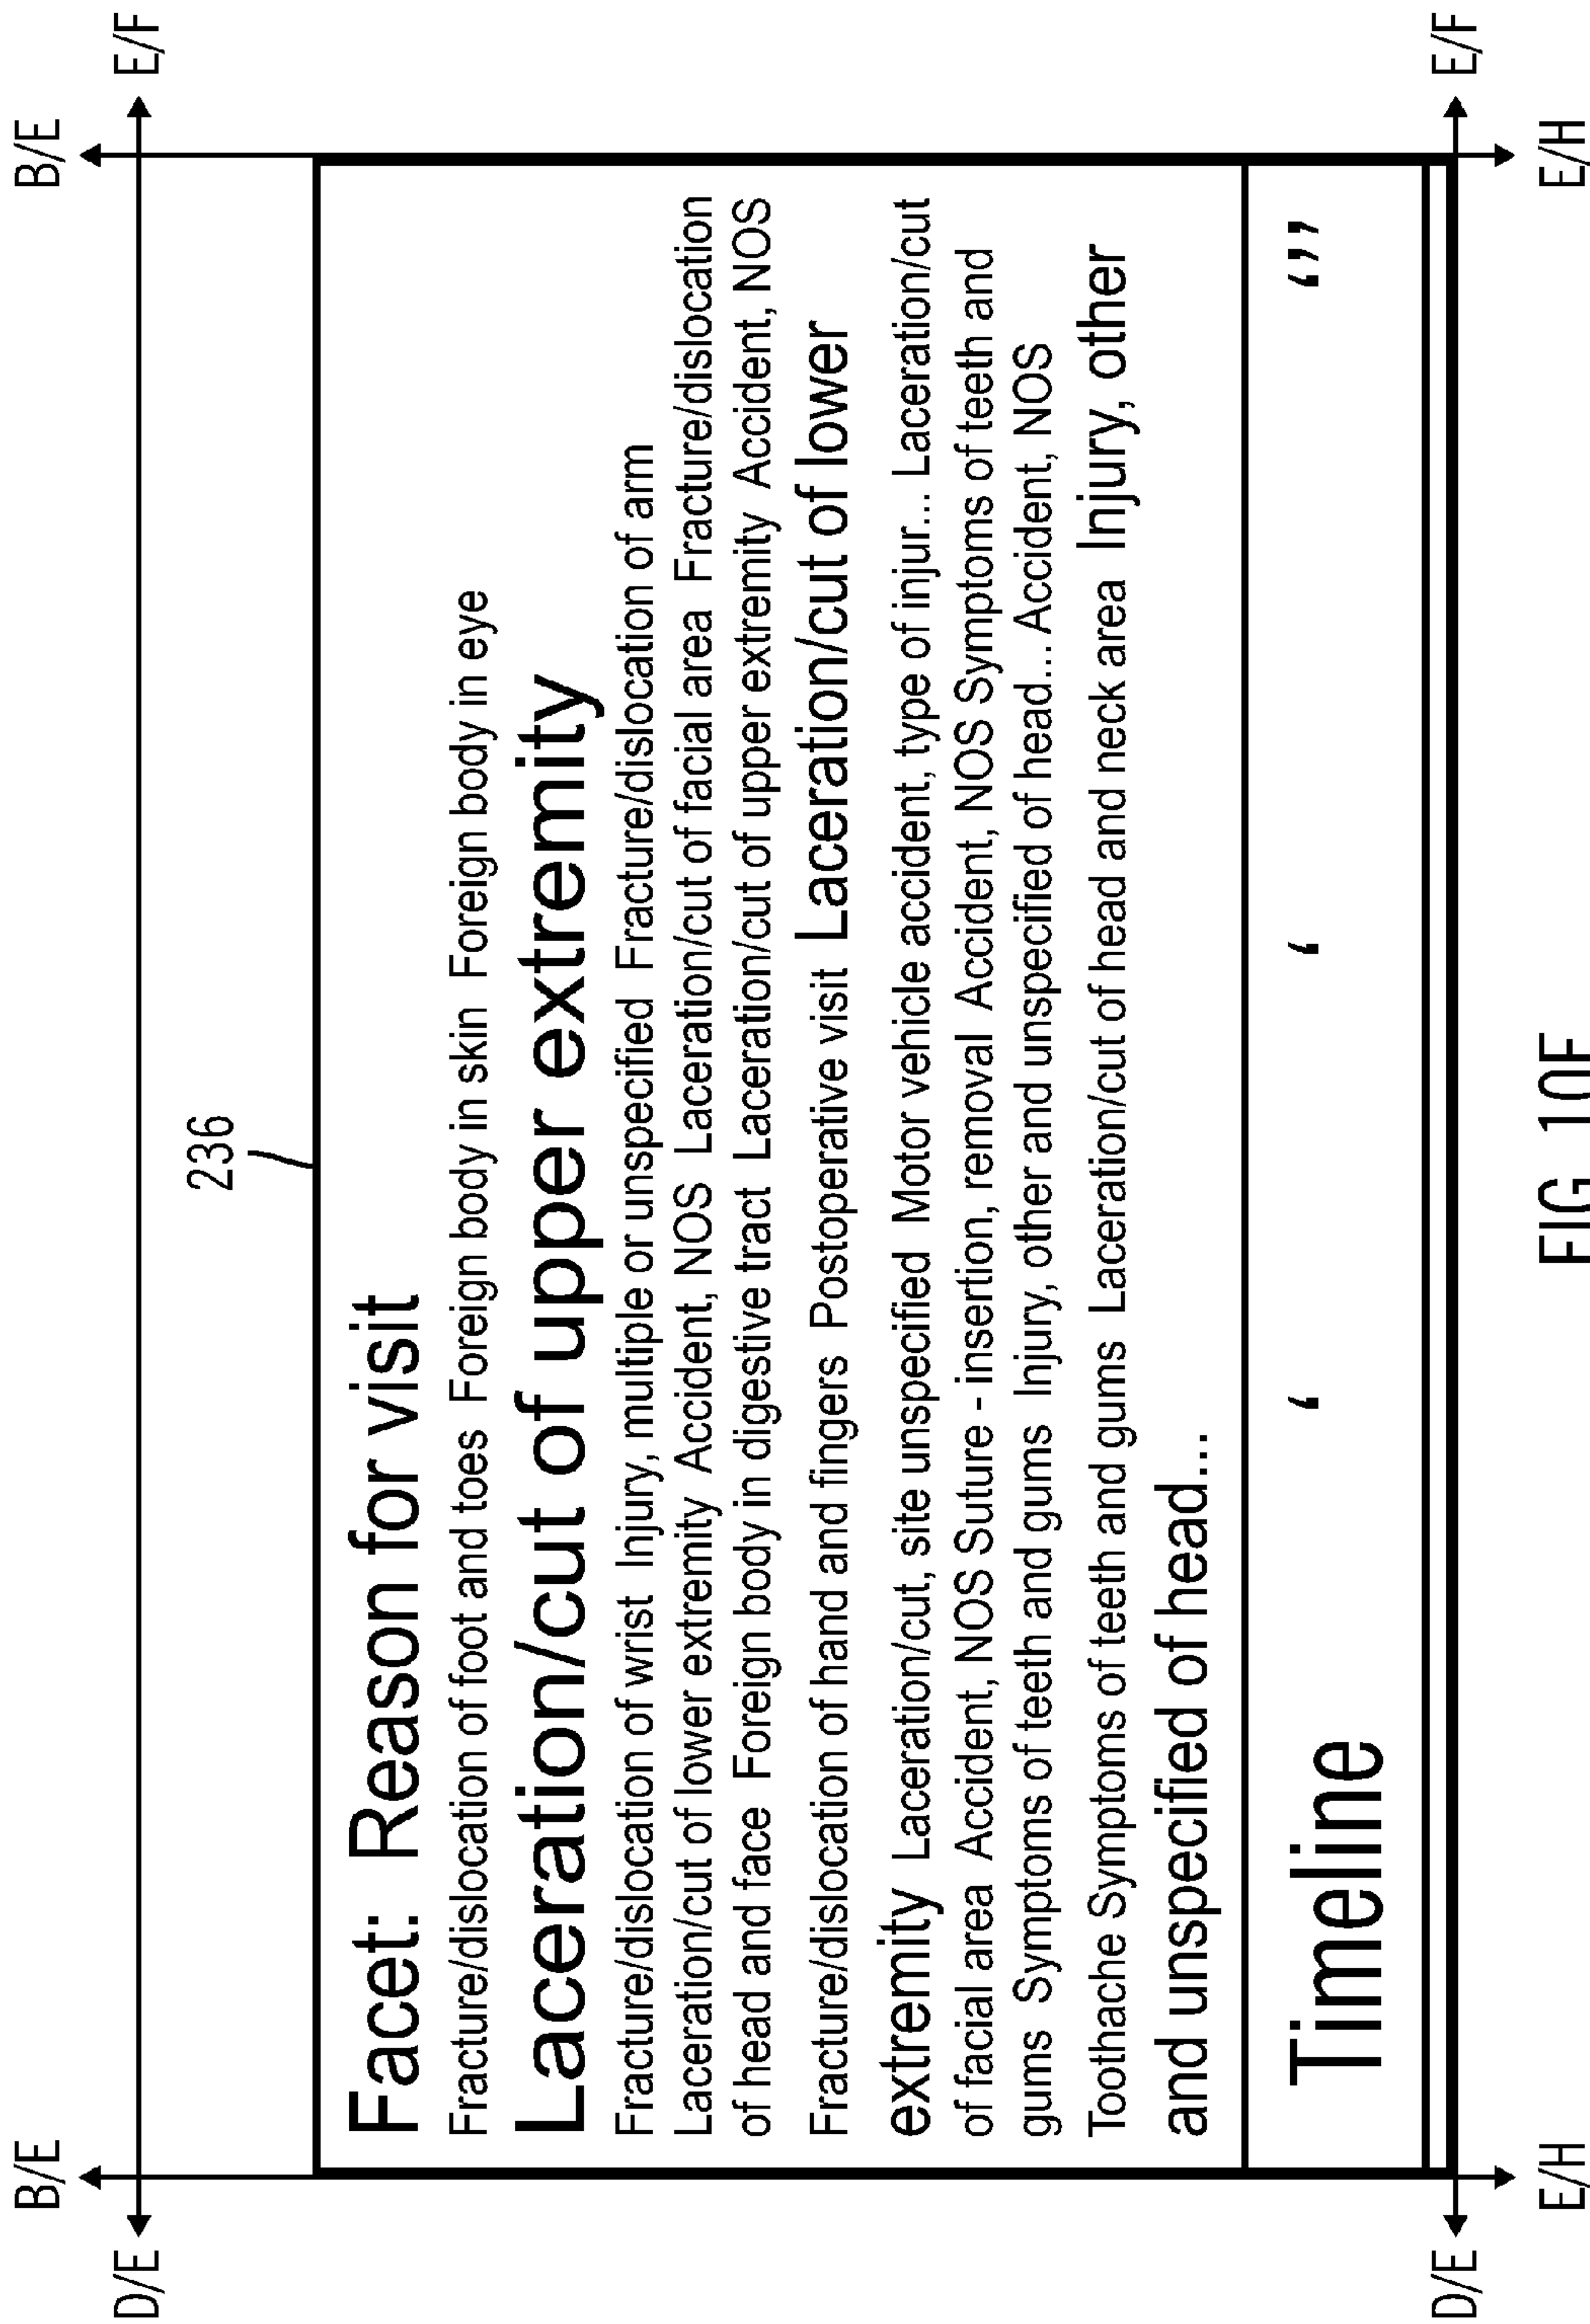 B/E B/E
D/E E/F
236
Facet: Reason for visit
Fracture/dislocation of foot and toes Foreign body in skin Foreign body in eye
Laceration/cut of upper extremity
Fracture/dislocation of wrist Injury, multiple or unspecified Fracture/dislocation of arm
Laceration/cut of lower extremity Accident, NOS Laceration/cut of facial area Fracture/dislocation
of head and face Foreign body in digestive tract Laceration/cut of upper extremity Accident, NOS
Fracture/dislocation of hand and fingers Postoperative visit Laceration/cut of lower
extremity Laceration/cut, site unspecified Motor vehicle accident, type of injur... Laceration/cut
of facial area Accident, NOS Suture - insertion, removal Accident, NOS Symptoms of teeth and
gums Symptoms of teeth and gums Injury, other and unspecified of head... Accident, NOS
Toothache Symptoms of teeth and gums Laceration/cut of head and neck area Injury, other
and unspecified of head...
Timeline ‘ ‘ ‘’’
D/E E/F
E/H E/H
FIG. 10E